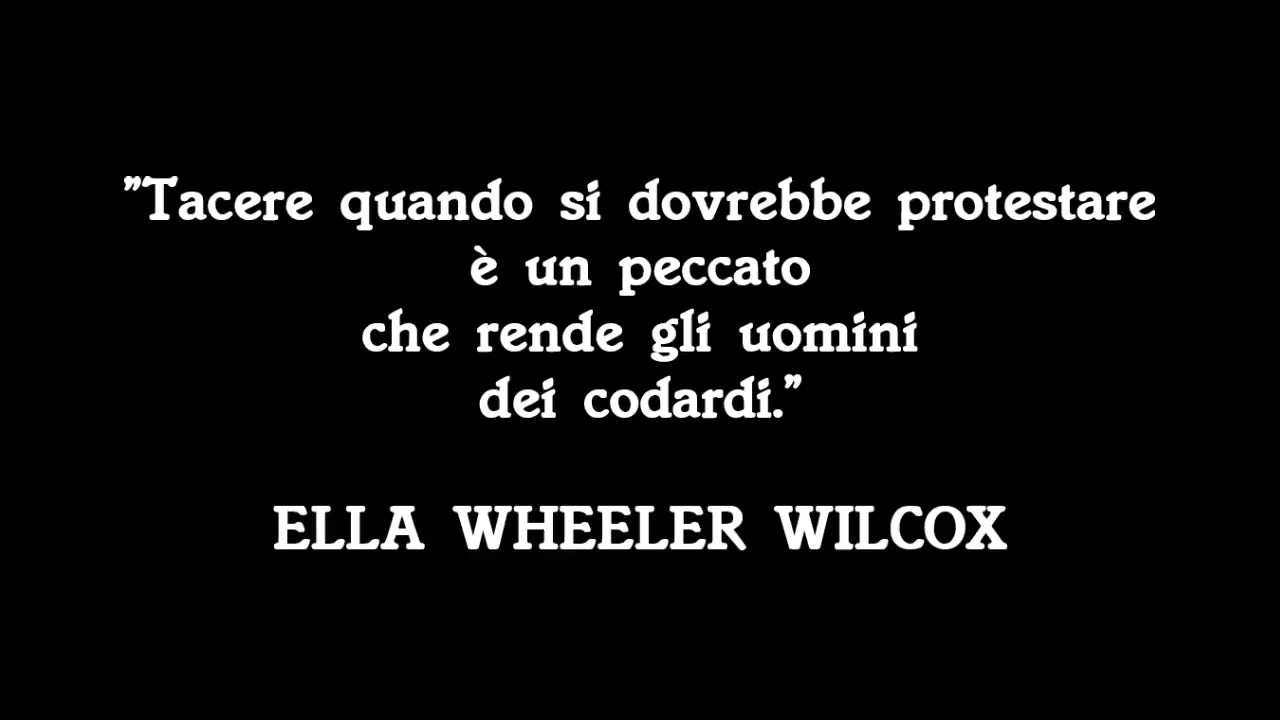 "Tacere quando si dovrebbe protestare
è un peccato
che rende gli uomini
dei codardi."
ELLA WHEELER WILCOX